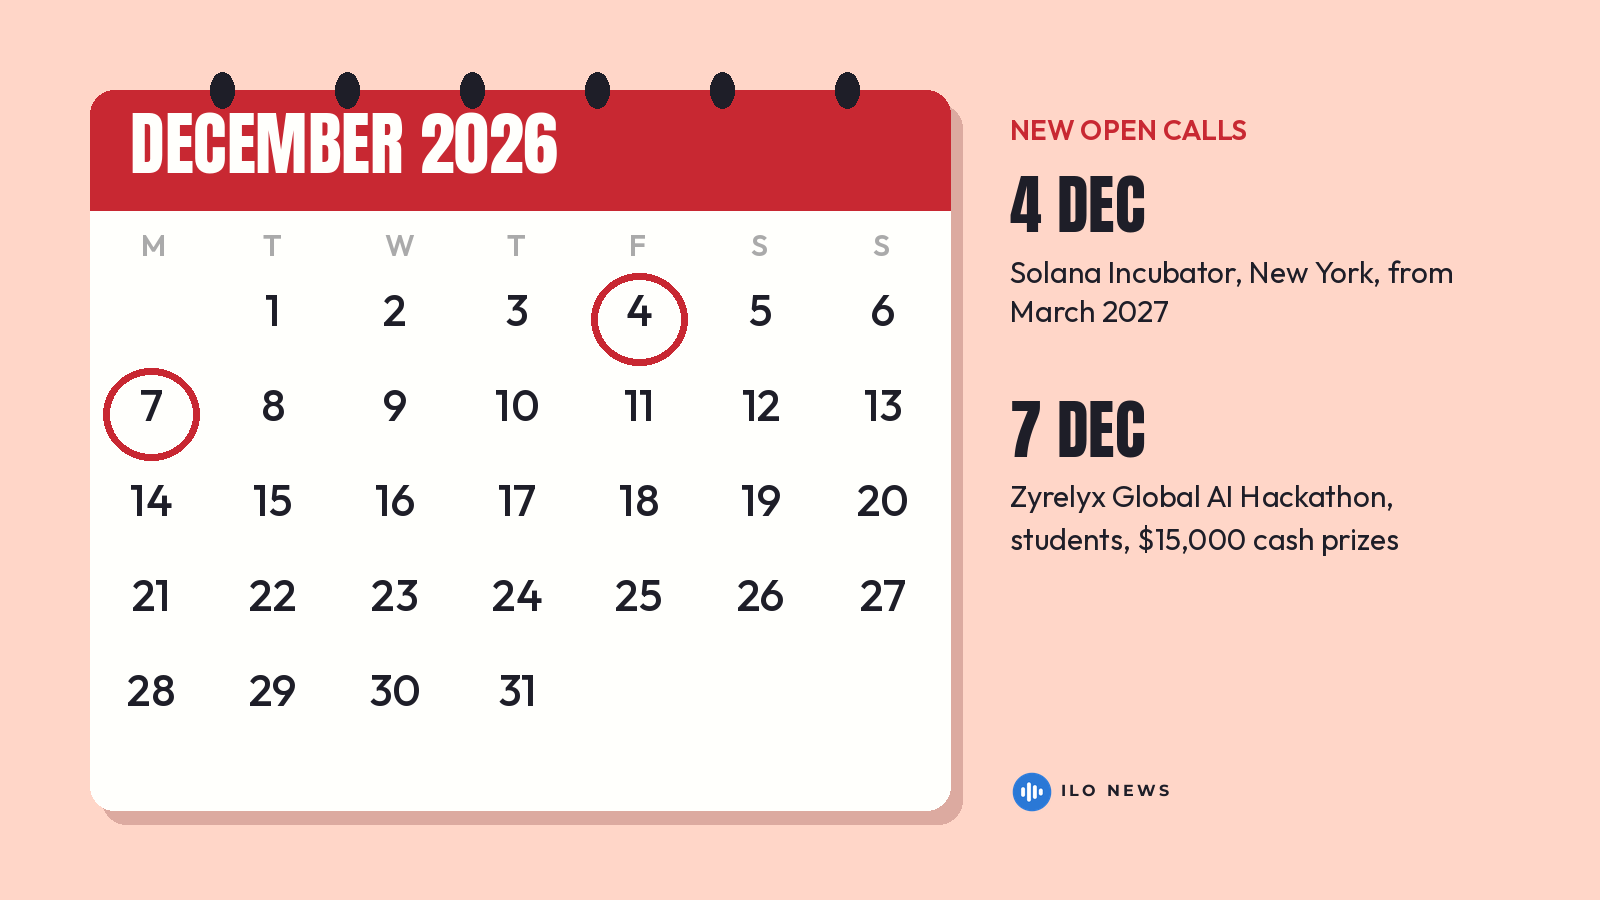 DECEMBER 2026
M T W T F S S
1 2 3 4 5 6
7 8 9 10 11 12 13
14 15 16 17 18 19 20
21 22 23 24 25 26 27
28 29 30 31
NEW OPEN CALLS
4 DEC
Solana Incubator, New York, from
March 2027
7 DEC
Zyrelyx Global AI Hackathon,
students, $15,000 cash prizes
ILO NEWS